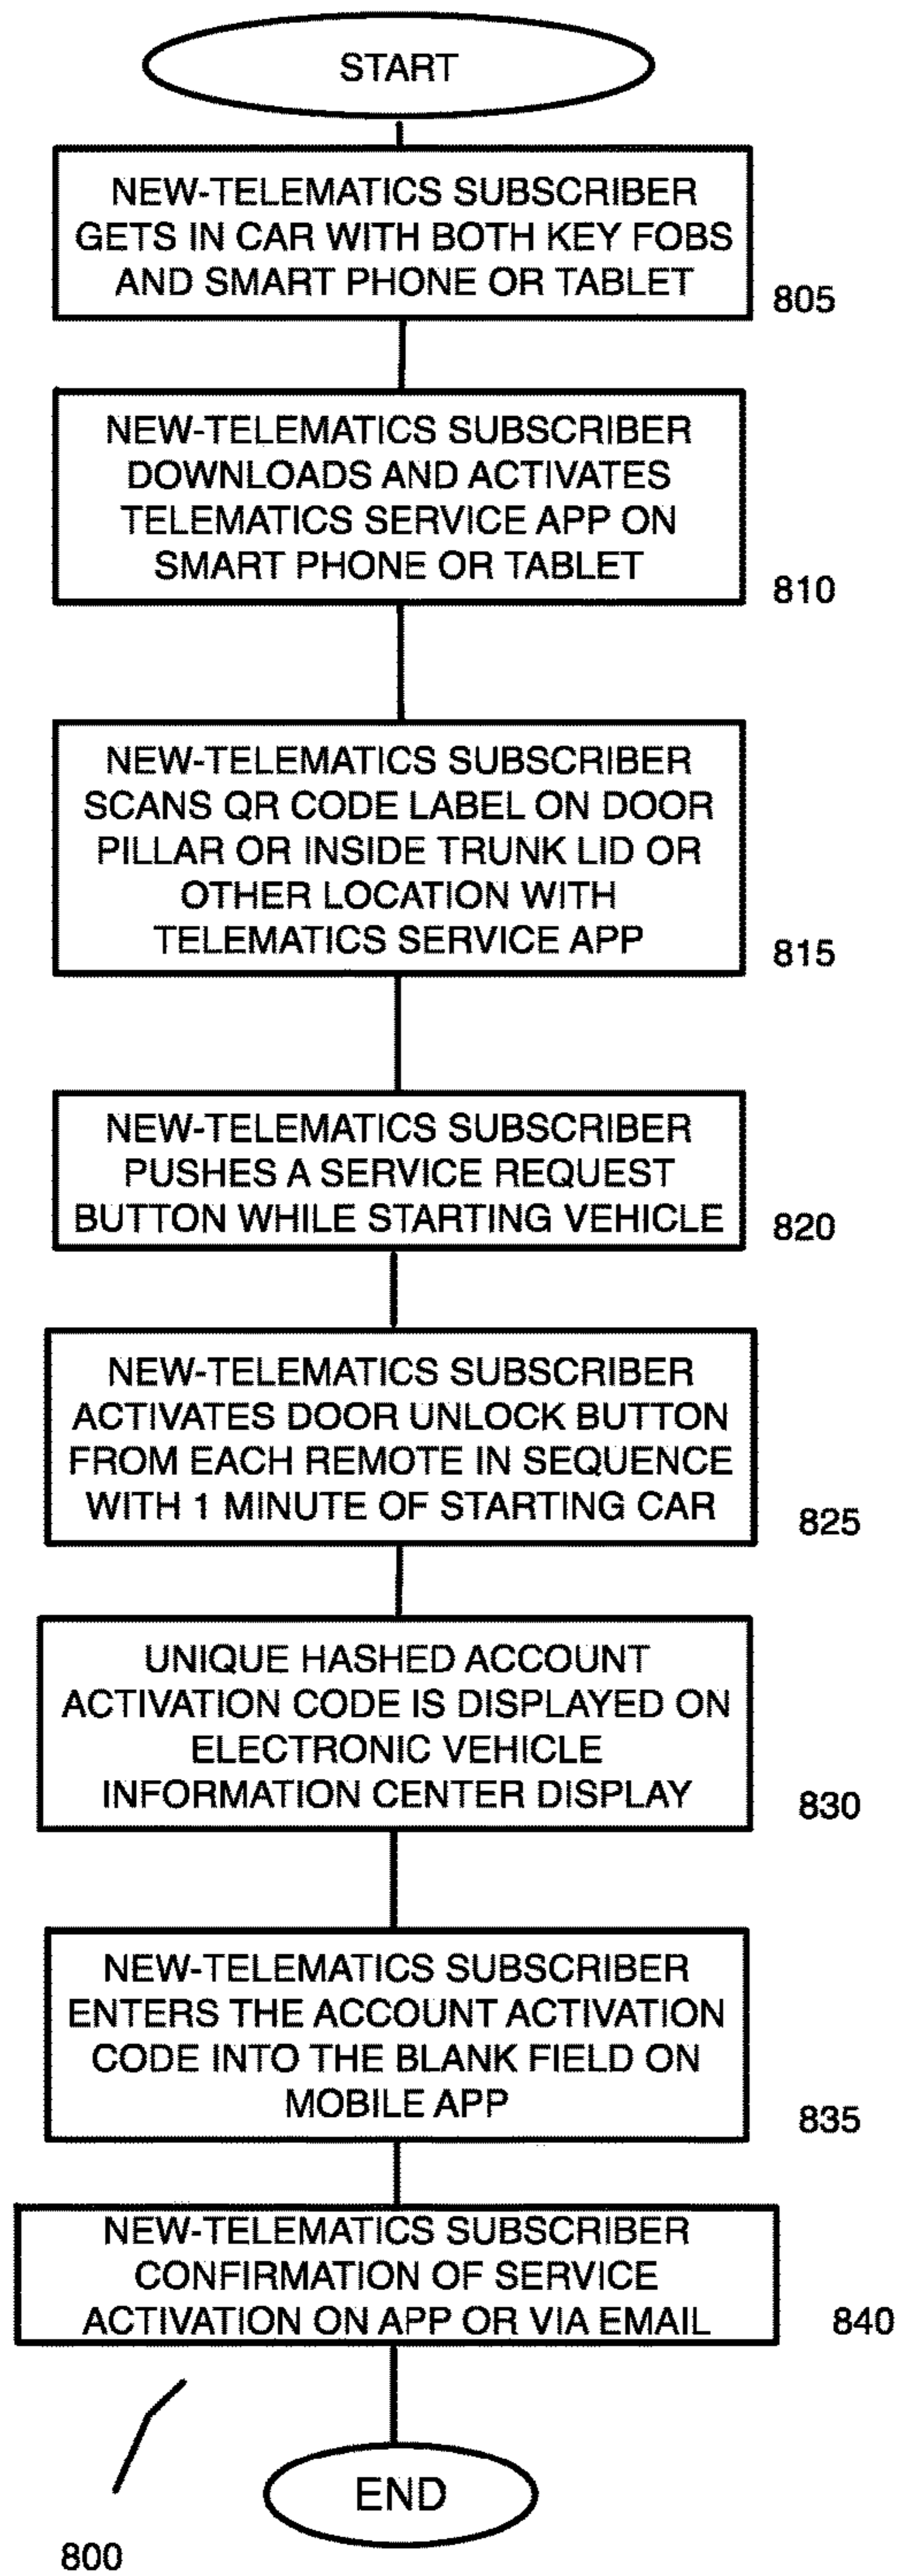 START
NEW-TELEMATICS SUBSCRIBER
GETS IN CAR WITH BOTH KEY FOBS
AND SMART PHONE OR TABLET
805
NEW-TELEMATICS SUBSCRIBER
DOWNLOADS AND ACTIVATES
TELEMATICS SERVICE APP ON
SMART PHONE OR TABLET
810
NEW-TELEMATICS SUBSCRIBER
SCANS QR CODE LABEL ON DOOR
PILLAR OR INSIDE TRUNK LID OR
OTHER LOCATION WITH
TELEMATICS SERVICE APP
815
NEW-TELEMATICS SUBSCRIBER
PUSHES A SERVICE REQUEST
BUTTON WHILE STARTING VEHICLE
820
NEW-TELEMATICS SUBSCRIBER
ACTIVATES DOOR UNLOCK BUTTON
FROM EACH REMOTE IN SEQUENCE
WITH 1 MINUTE OF STARTING CAR
825
UNIQUE HASHED ACCOUNT
ACTIVATION CODE IS DISPLAYED ON
ELECTRONIC VEHICLE
INFORMATION CENTER DISPLAY
830
NEW-TELEMATICS SUBSCRIBER
ENTERS THE ACCOUNT ACTIVATION
CODE INTO THE BLANK FIELD ON
MOBILE APP
835
NEW-TELEMATICS SUBSCRIBER
CONFIRMATION OF SERVICE
ACTIVATION ON APP OR VIA EMAIL
840
END
800